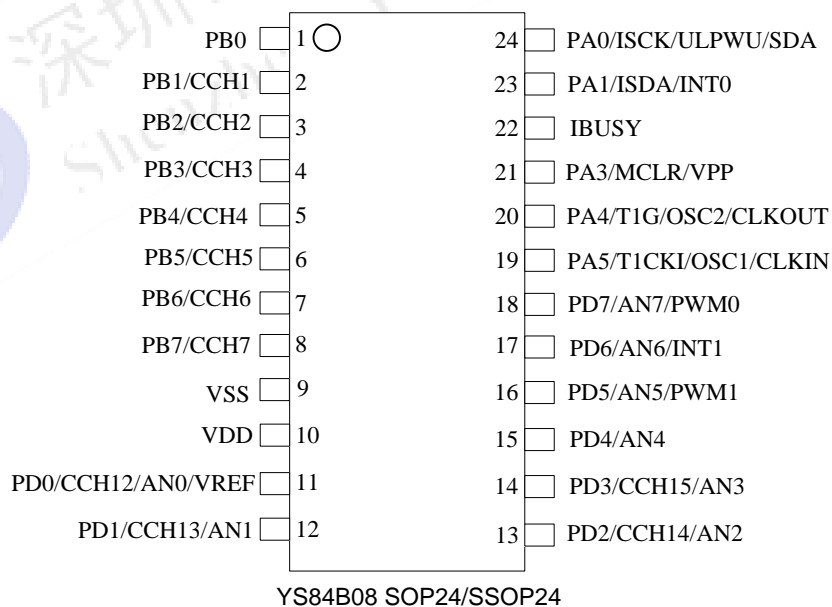 深圳
Shenzhen
PB0 1 24 PA0/ISCK/ULPWU/SDA
PB1/CCH1 2 23 PA1/ISDA/INT0
PB2/CCH2 3 22 IBUSY
PB3/CCH3 4 21 PA3/MCLR/VPP
PB4/CCH4 5 20 PA4/T1G/OSC2/CLKOUT
PB5/CCH5 6 19 PA5/T1CKI/OSC1/CLKIN
PB6/CCH6 7 18 PD7/AN7/PWM0
PB7/CCH7 8 17 PD6/AN6/INT1
VSS 9 16 PD5/AN5/PWM1
VDD 10 15 PD4/AN4
PD0/CCH12/AN0/VREF 11 14 PD3/CCH15/AN3
PD1/CCH13/AN1 12 13 PD2/CCH14/AN2
YS84B08 SOP24/SSOP24